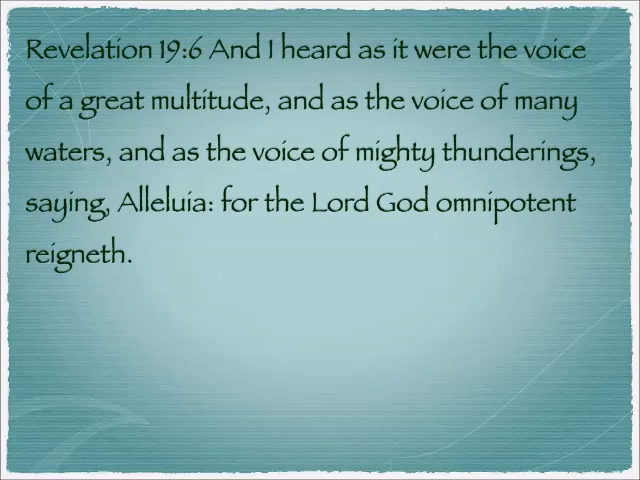 Revelation 19:6 And I heard as it were the voice
of a great multitude, and as the voice of many
waters, and as the voice of mighty thunderings,
saying, Alleluia: for the Lord God omnipotent
reigneth.